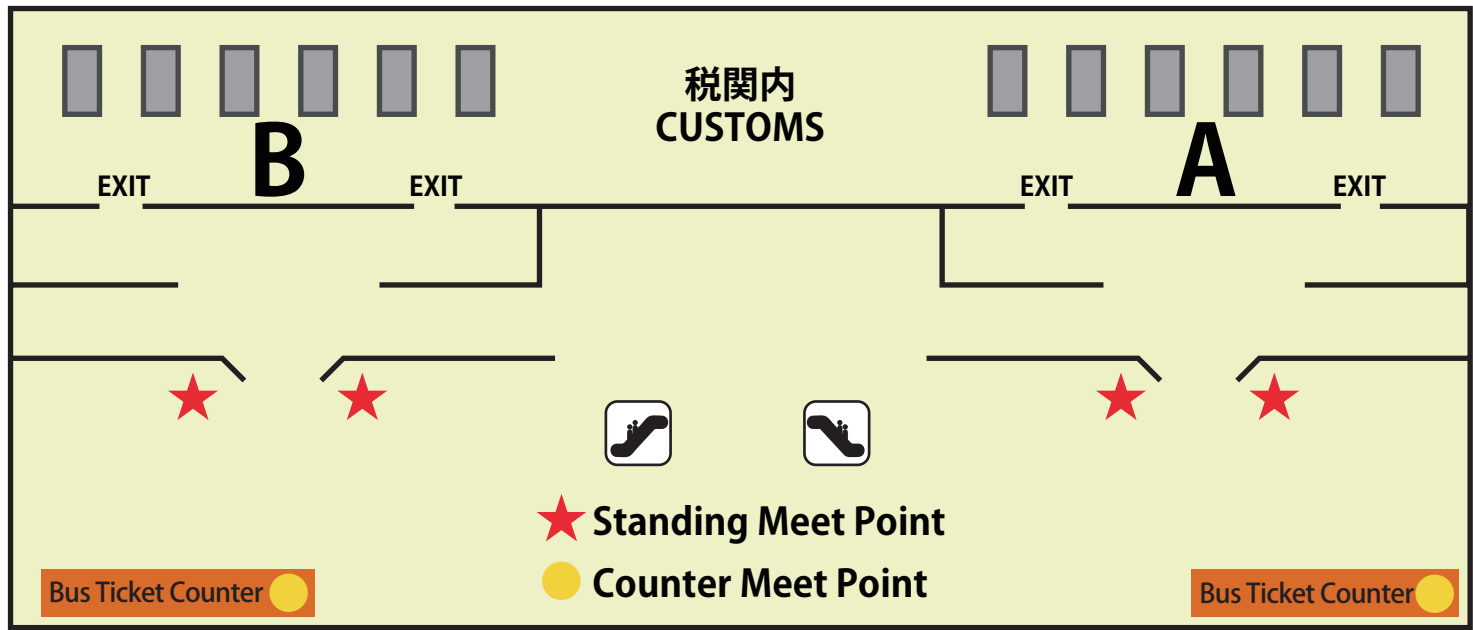 税関内
CUSTOMS
B
A
EXIT
EXIT
EXIT
EXIT
Standing Meet Point
Counter Meet Point
Bus Ticket Counter
Bus Ticket Counter